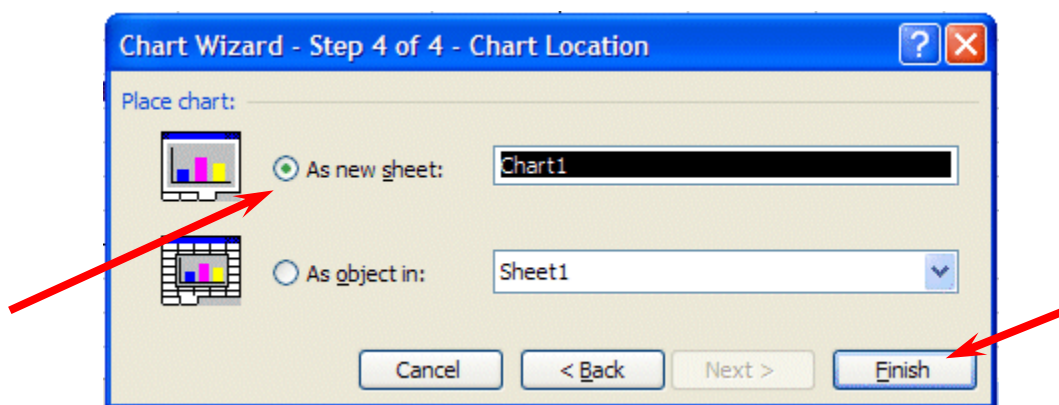 Chart Wizard - Step 4 of 4 - Chart Location
Place chart:
As new sheet: Chart1
As object in: Sheet1
Cancel < Back Next > Finish